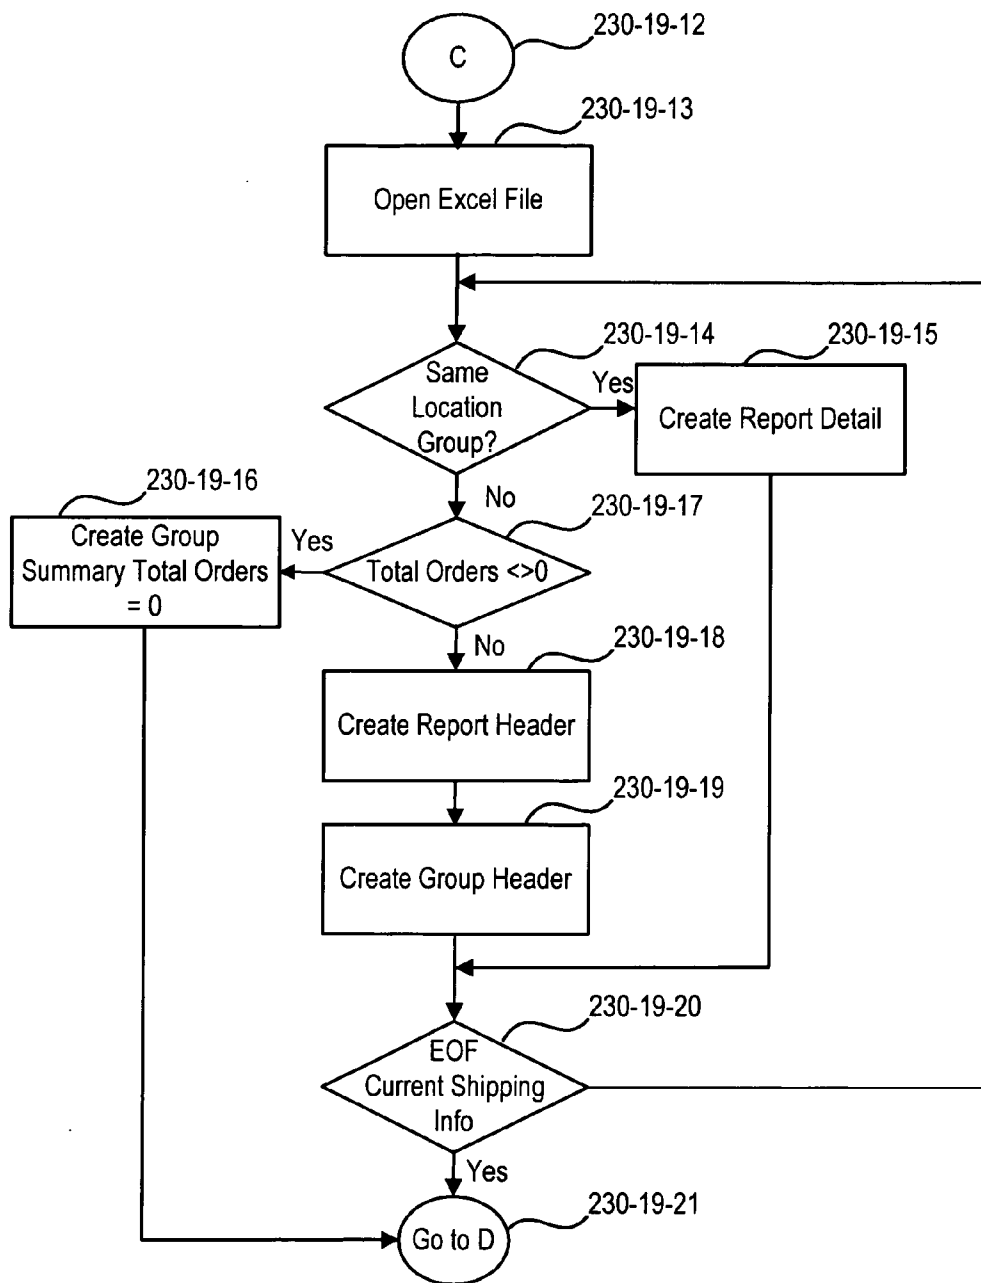 230-19-12
C
230-19-13
Open Excel File
230-19-14
230-19-15
Same
Location
Group?
Yes
Create Report Detail
230-19-16
No
230-19-17
Create Group
Summary Total Orders
= 0
Yes
Total Orders <>0
No
230-19-18
Create Report Header
230-19-19
Create Group Header
230-19-20
EOF
Current Shipping
Info
Yes
230-19-21
Go to D